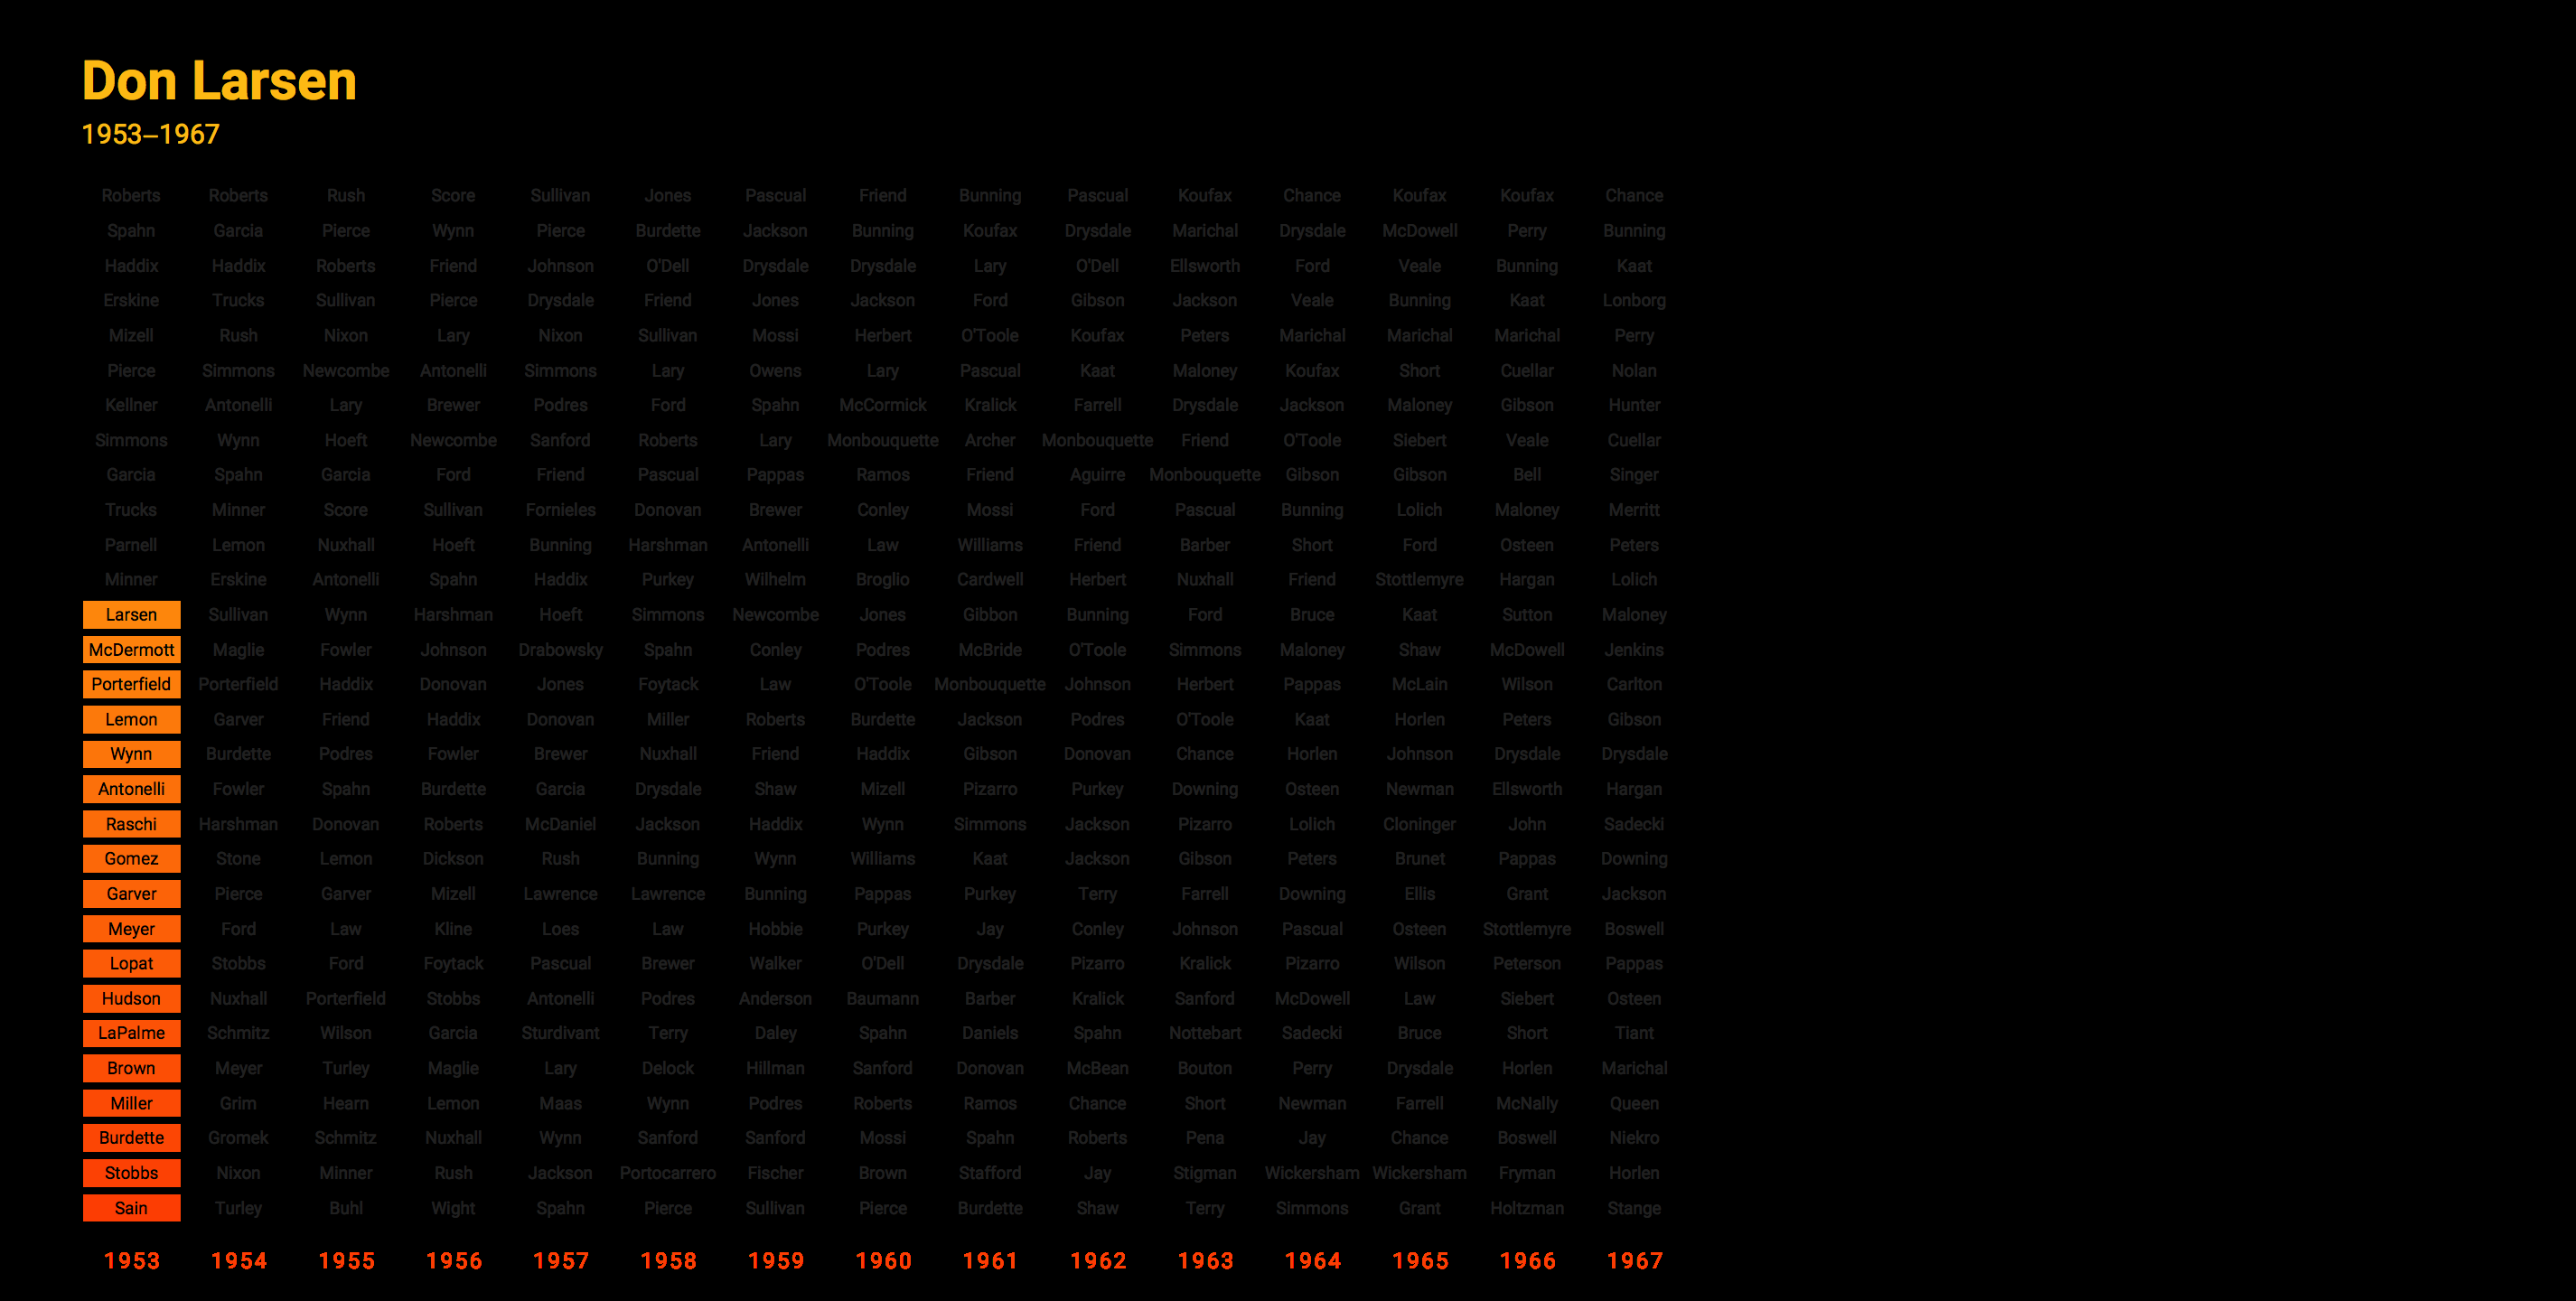 Don Larsen
1953–1967
Roberts Roberts Rush Score Sullivan Jones Pascual Friend Bunning Pascual Koufax Chance Koufax Koufax Chance
Spahn Garcia Pierce Wynn Pierce Burdette Jackson Bunning Koufax Drysdale Marichal Drysdale McDowell Perry Bunning
Haddix Haddix Roberts Friend Johnson O'Dell Drysdale Drysdale Lary O'Dell Ellsworth Ford Veale Bunning Kaat
Erskine Trucks Sullivan Pierce Drysdale Friend Jones Jackson Ford Gibson Jackson Veale Bunning Kaat Lonborg
Mizell Rush Nixon Lary Nixon Sullivan Mossi Herbert O'Toole Koufax Peters Marichal Marichal Marichal Perry
Pierce Simmons Newcombe Antonelli Simmons Lary Owens Lary Pascual Kaat Maloney Koufax Short Cuellar Nolan
Kellner Antonelli Lary Brewer Podres Ford Spahn McCormick Kralick Farrell Drysdale Jackson Maloney Gibson Hunter
Simmons Wynn Hoeft Newcombe Sanford Roberts Lary Monbouquette Archer Monbouquette Friend O'Toole Siebert Veale Cuellar
Garcia Spahn Garcia Ford Friend Pascual Pappas Ramos Friend Aguirre Monbouquette Gibson Gibson Bell Singer
Trucks Minner Score Sullivan Fornieles Donovan Brewer Conley Mossi Ford Pascual Bunning Lolich Maloney Merritt
Parnell Lemon Nuxhall Hoeft Bunning Harshman Antonelli Law Williams Friend Barber Short Ford Osteen Peters
Minner Erskine Antonelli Spahn Haddix Purkey Wilhelm Broglio Cardwell Herbert Nuxhall Friend Stottlemyre Hargan Lolich
Larsen Sullivan Wynn Harshman Hoeft Simmons Newcombe Jones Gibbon Bunning Ford Bruce Kaat Sutton Maloney
McDermott Maglie Fowler Johnson Drabowsky Spahn Conley Podres McBride O'Toole Simmons Maloney Shaw McDowell Jenkins
Porterfield Porterfield Haddix Donovan Jones Foytack Law O'Toole Monbouquette Johnson Herbert Pappas McLain Wilson Carlton
Lemon Garver Friend Haddix Donovan Miller Roberts Burdette Jackson Podres O'Toole Kaat Horlen Peters Gibson
Wynn Burdette Podres Fowler Brewer Nuxhall Friend Haddix Gibson Donovan Chance Horlen Johnson Drysdale Drysdale
Antonelli Fowler Spahn Burdette Garcia Drysdale Shaw Mizell Pizarro Purkey Downing Osteen Newman Ellsworth Hargan
Raschi Harshman Donovan Roberts McDaniel Jackson Haddix Wynn Simmons Jackson Pizarro Lolich Cloninger John Sadecki
Gomez Stone Lemon Dickson Rush Bunning Wynn Williams Kaat Jackson Gibson Peters Brunet Pappas Downing
Garver Pierce Garver Mizell Lawrence Lawrence Bunning Pappas Purkey Terry Farrell Downing Ellis Grant Jackson
Meyer Ford Law Kline Loes Law Hobbie Purkey Jay Conley Johnson Pascual Osteen Stottlemyre Boswell
Lopat Stobbs Ford Foytack Pascual Brewer Walker O'Dell Drysdale Pizarro Kralick Pizarro Wilson Peterson Pappas
Hudson Nuxhall Porterfield Stobbs Antonelli Podres Anderson Baumann Barber Kralick Sanford McDowell Law Siebert Osteen
LaPalme Schmitz Wilson Garcia Sturdivant Terry Daley Spahn Daniels Spahn Nottebart Sadecki Bruce Short Tiant
Brown Meyer Turley Maglie Lary Delock Hillman Sanford Donovan McBean Bouton Perry Drysdale Horlen Marichal
Miller Grim Hearn Lemon Maas Wynn Podres Roberts Ramos Chance Short Newman Farrell McNally Queen
Burdette Gromek Schmitz Nuxhall Wynn Sanford Sanford Mossi Spahn Roberts Pena Jay Chance Boswell Niekro
Stobbs Nixon Minner Rush Jackson Portocarrero Fischer Brown Stafford Jay Stigman Wickersham Wickersham Fryman Horlen
Sain Turley Buhl Wight Spahn Pierce Sullivan Pierce Burdette Shaw Terry Simmons Grant Holtzman Stange
1953 1954 1955 1956 1957 1958 1959 1960 1961 1962 1963 1964 1965 1966 1967